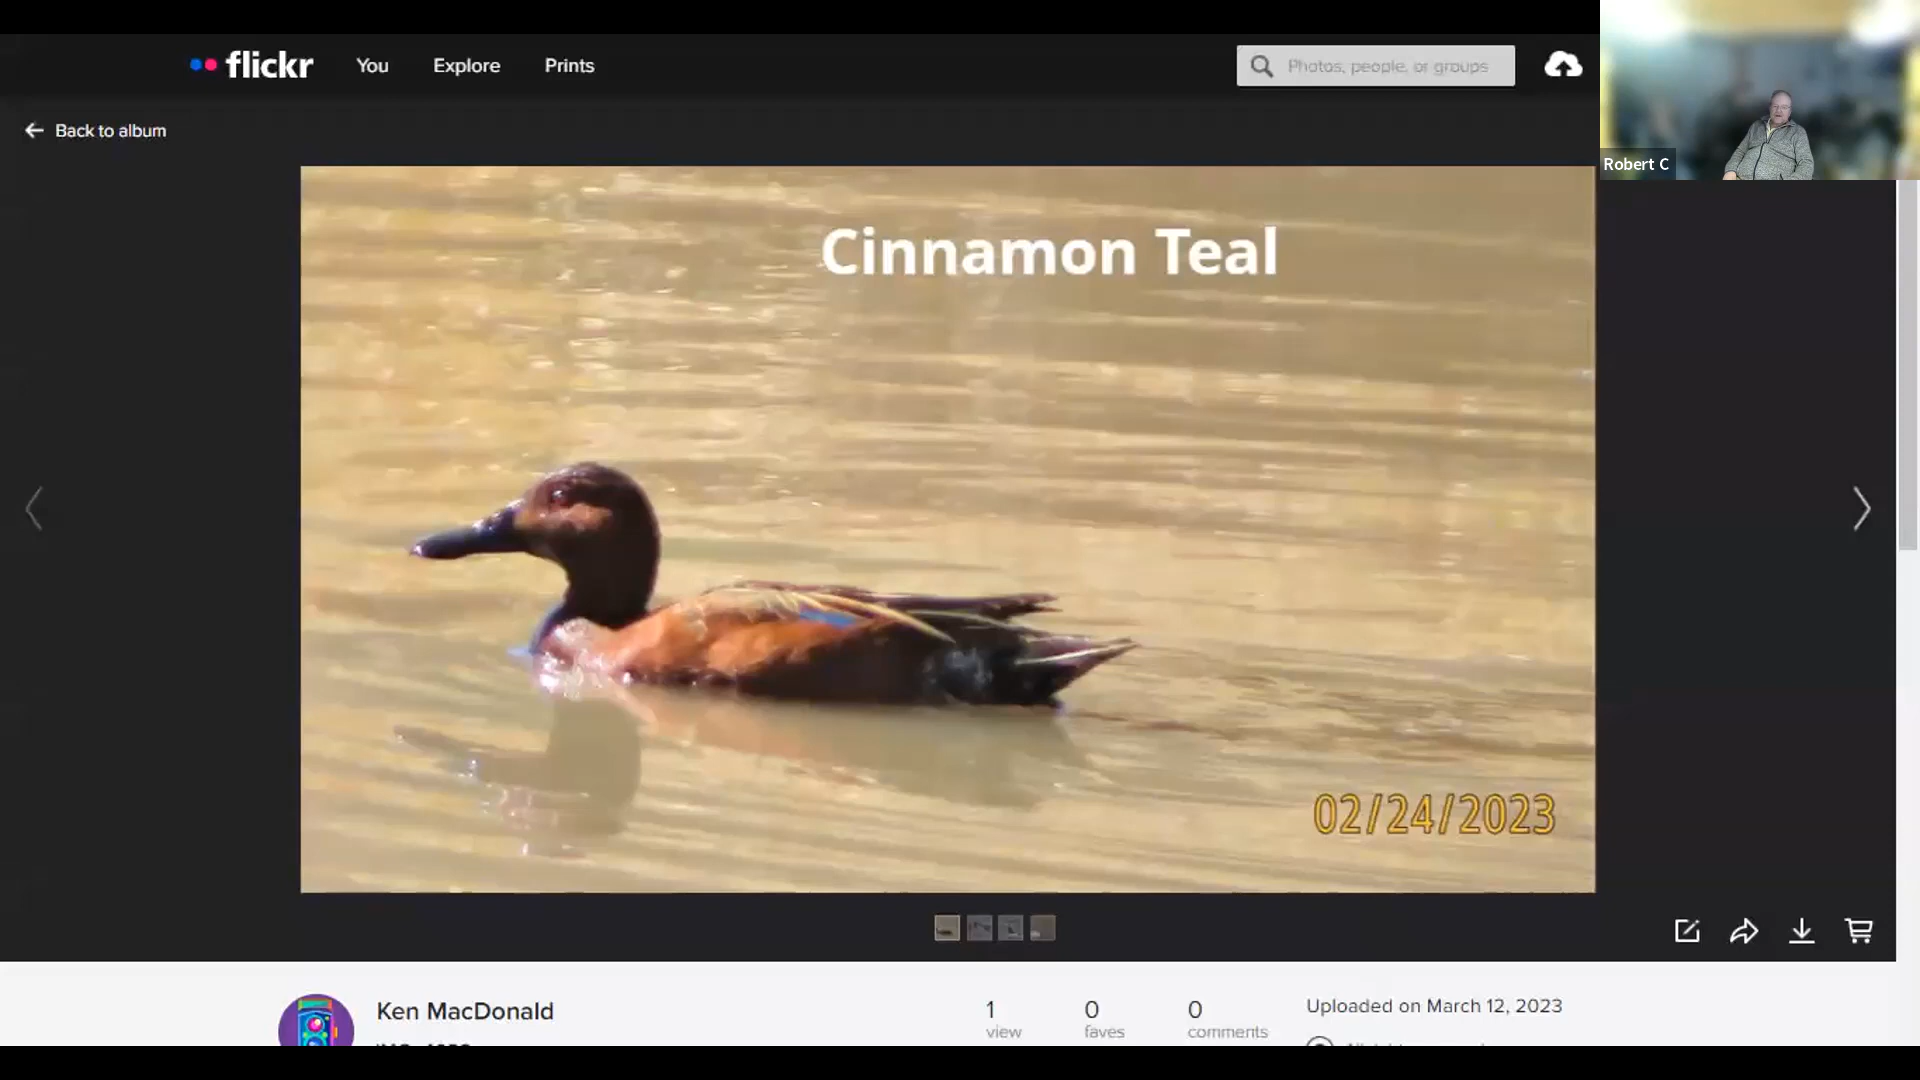 flickr You Explore Prints
Photos, people, or groups
Robert C
Back to album
Cinnamon Teal
02/24/2023
Ken MacDonald
1
view
0
faves
0
comments
Uploaded on March 12, 2023